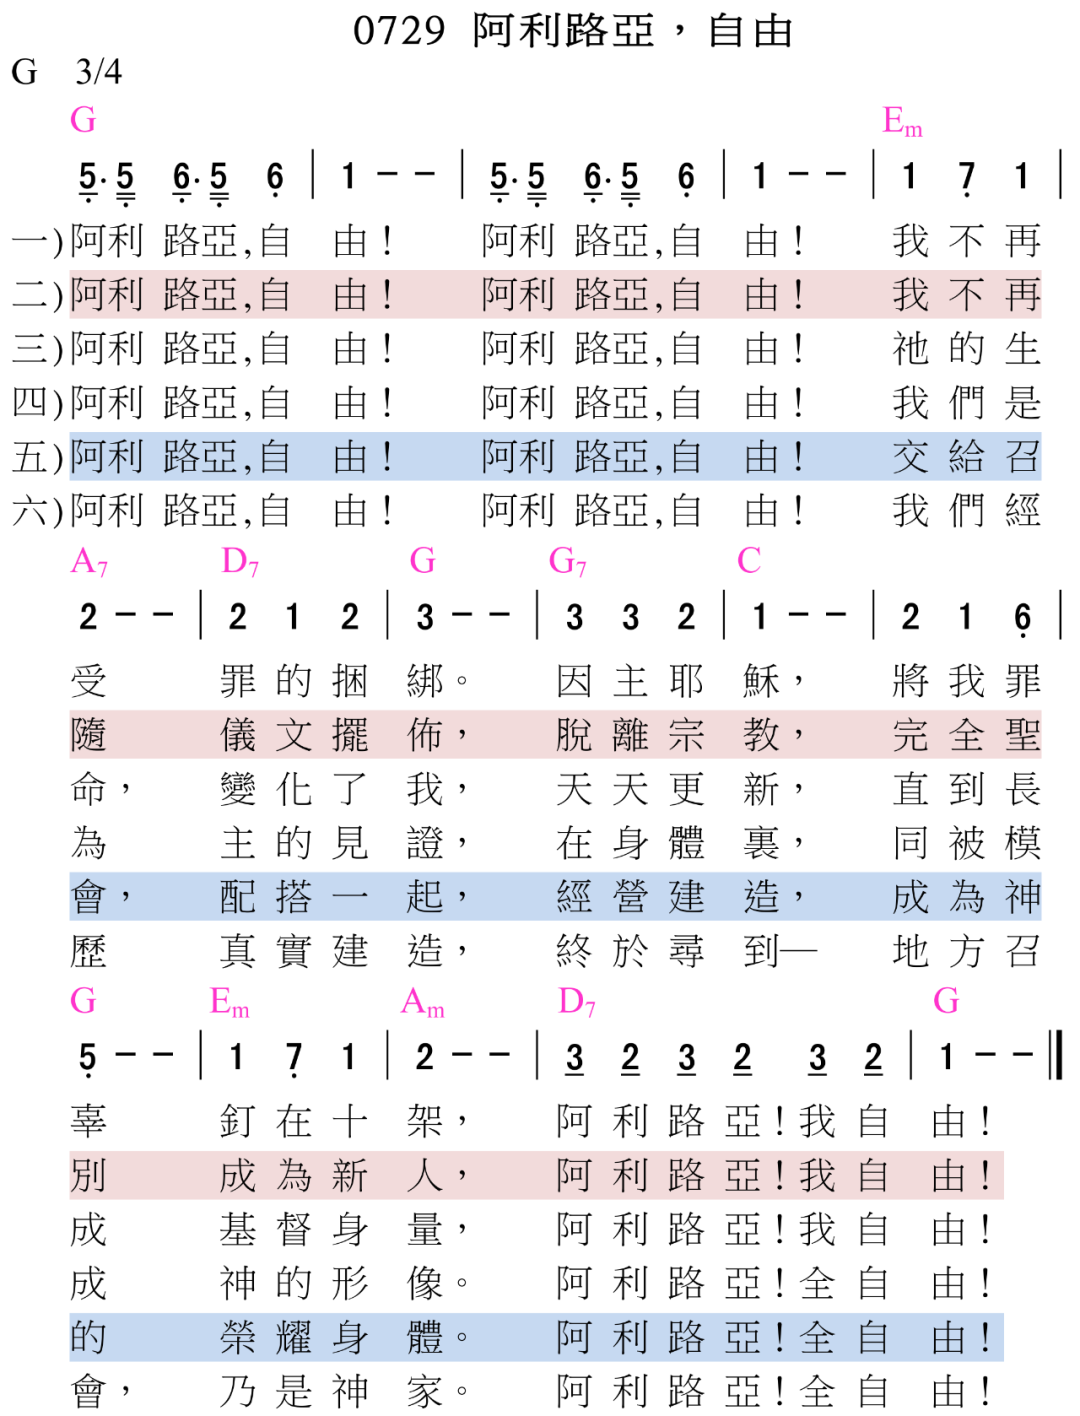 0729 阿利路亞，自由
G 3/4
G Em
5. 5 6. 5 6 | 1 - - | 5. 5 6. 5 6 | 1 - - | 1 7 1 |
一)阿利 路亞,自 由！ 阿利 路亞,自 由！ 我 不 再
二)阿利 路亞,自 由！ 阿利 路亞,自 由！ 我 不 再
三)阿利 路亞,自 由！ 阿利 路亞,自 由！ 祂 的 生
四)阿利 路亞,自 由！ 阿利 路亞,自 由！ 我 們 是
五)阿利 路亞,自 由！ 阿利 路亞,自 由！ 交 給 召
六)阿利 路亞,自 由！ 阿利 路亞,自 由！ 我 們 經
A7 D7 G G7 C
2 - - | 2 1 2 | 3 - - | 3 3 2 | 1 - - | 2 1 6 |
受 罪 的 捆 綁。 因 主 耶 穌， 將 我 罪
隨 儀 文 擺 佈， 脫 離 宗 教， 完 全 聖
命， 變 化 了 我， 天 天 更 新， 直 到 長
為 主 的 見 證， 在 身 體 裏， 同 被 模
會， 配 搭 一 起， 經 營 建 造， 成 為 神
歷 真 實 建 造， 終 於 尋 到— 地 方 召
G Em Am D7 G
5 - - | 1 7 1 | 2 - - | 3 2 3 2 3 2 | 1 - - ‖
辜 釘 在 十 架， 阿 利 路 亞！我 自 由！
別 成 為 新 人， 阿 利 路 亞！我 自 由！
成 基 督 身 量， 阿 利 路 亞！我 自 由！
成 神 的 形 像。 阿 利 路 亞！全 自 由！
的 榮 耀 身 體。 阿 利 路 亞！全 自 由！
會， 乃 是 神 家。 阿 利 路 亞！全 自 由！